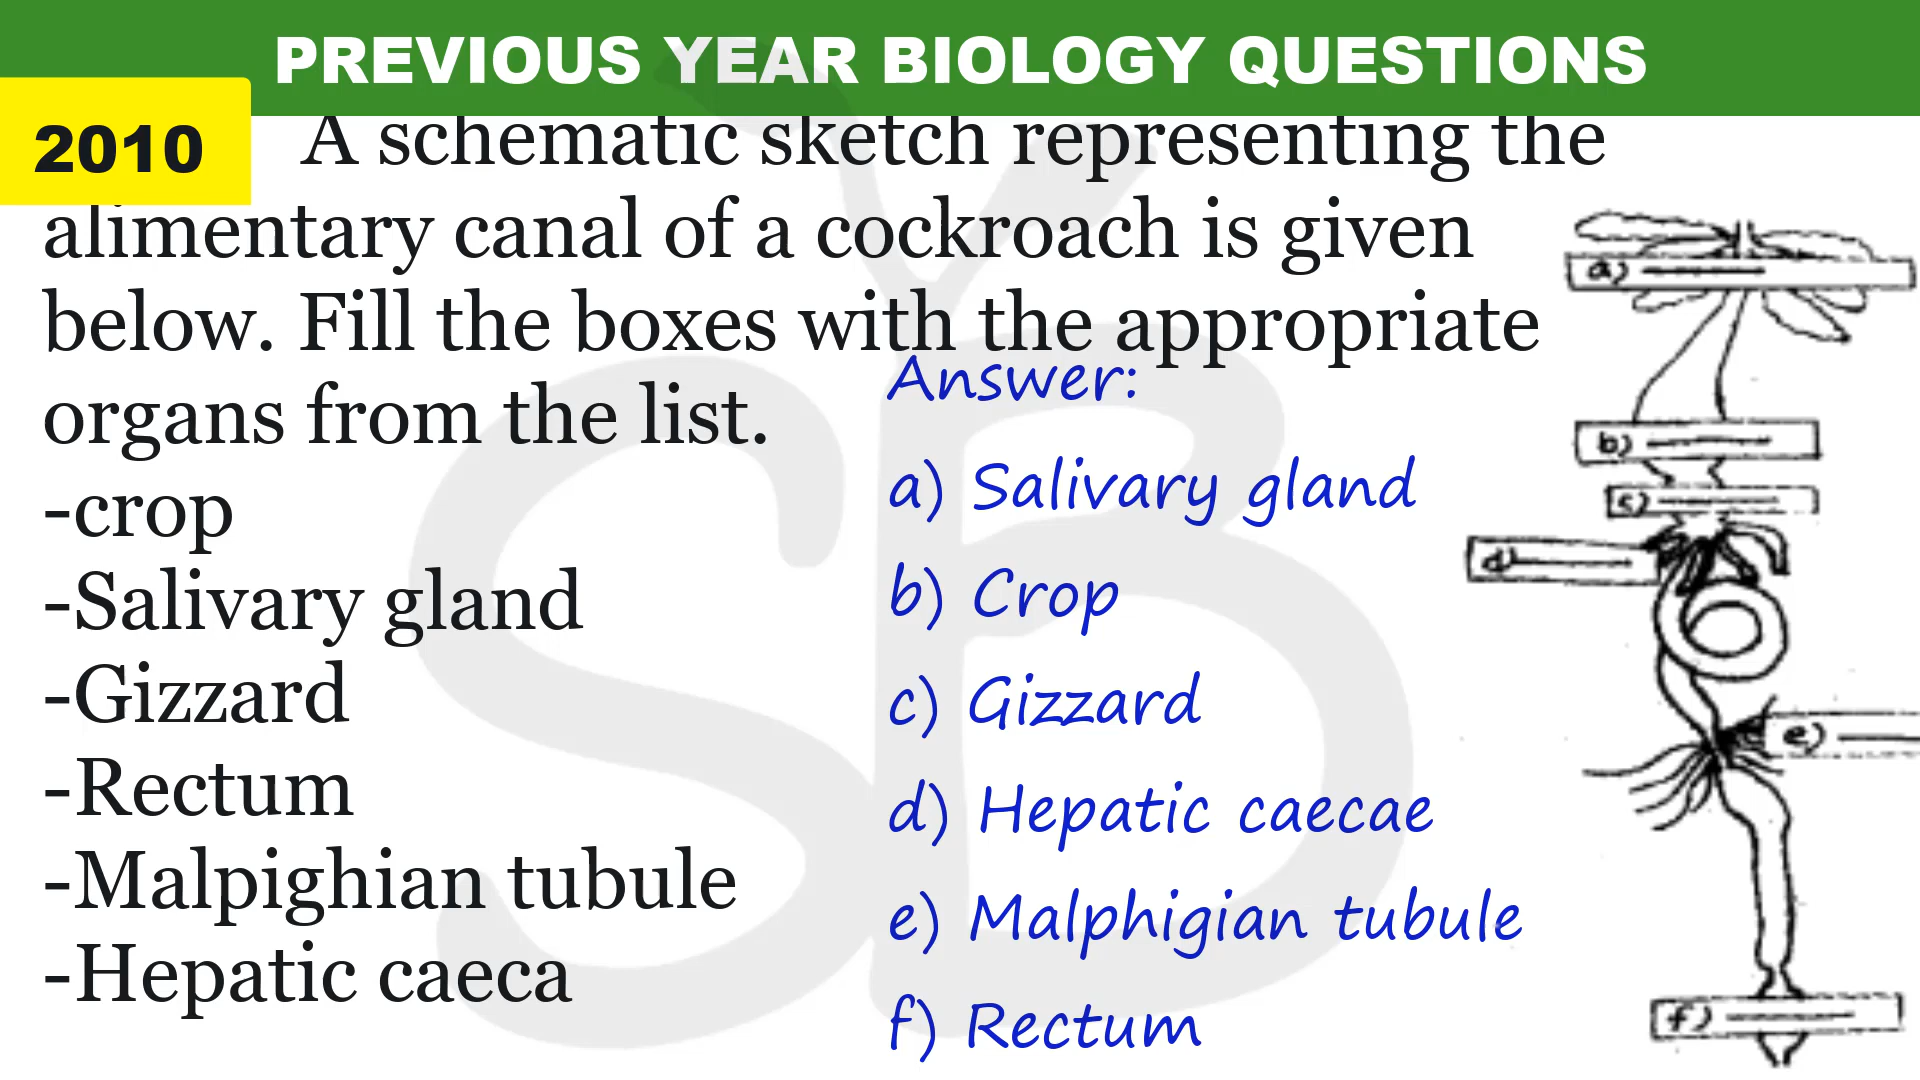 PREVIOUS YEAR BIOLOGY QUESTIONS
2010
A schematic sketch representing the
alimentary canal of a cockroach is given
below. Fill the boxes with the appropriate
organs from the list.
-crop
-Salivary gland
-Gizzard
-Rectum
-Malpighian tubule
-Hepatic caeca
Answer:
a) Salivary gland
b) Crop
c) Gizzard
d) Hepatic caecae
e) Malphigian tubule
f) Rectum
a)
b)
c)
d)
e)
f)
SB